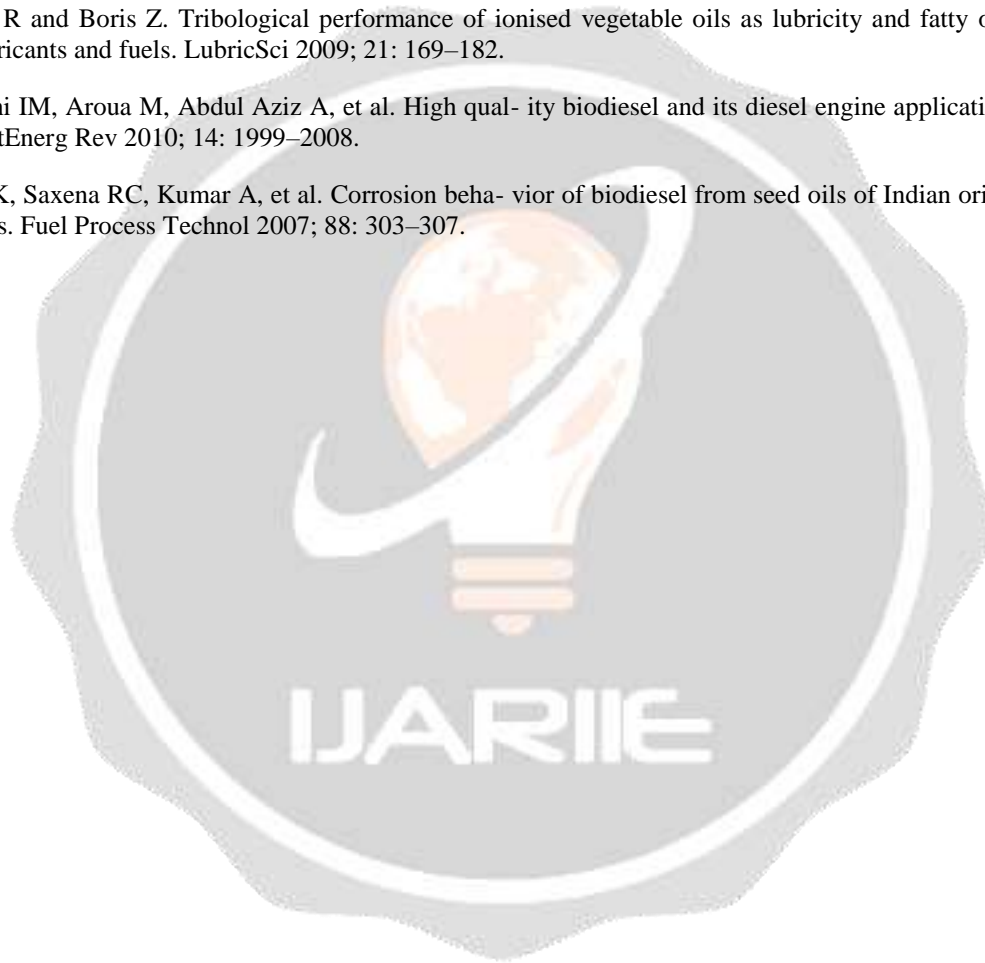 R and Boris Z. Tribological performance of ionised vegetable oils as lubricity and fatty o
ricants and fuels. LubricSci 2009; 21: 169–182.
ni IM, Aroua M, Abdul Aziz A, et al. High qual- ity biodiesel and its diesel engine applicati
tEnerg Rev 2010; 14: 1999–2008.
K, Saxena RC, Kumar A, et al. Corrosion beha- vior of biodiesel from seed oils of Indian ori
s. Fuel Process Technol 2007; 88: 303–307.
IJARIIE